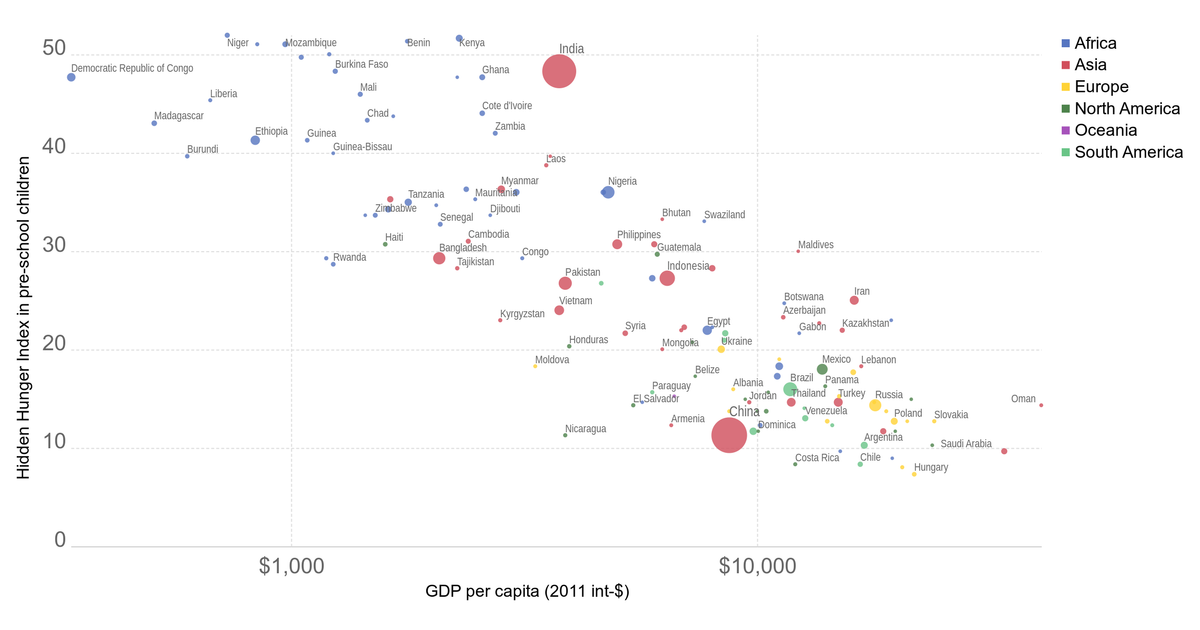 50
40
30
20
10
0
Hidden Hunger Index in pre-school children
Niger
Mozambique
Benin
Kenya
India
Democratic Republic of Congo
Burkina Faso
Ghana
Liberia
Mali
Madagascar
Chad
Cote d'Ivoire
Ethiopia
Guinea
Zambia
Burundi
Guinea-Bissau
Laos
Myanmar
Nigeria
Tanzania
Mauritania
Zimbabwe
Senegal
Djibouti
Bhutan
Swaziland
Haiti
Cambodia
Philippines
Bangladesh
Congo
Guatemala
Maldives
Rwanda
Tajikistan
Indonesia
Pakistan
Vietnam
Botswana
Iran
Kyrgyzstan
Syria
Egypt
Azerbaijan
Gabon
Kazakhstan
Honduras
Mongolia
Ukraine
Moldova
Belize
Mexico
Lebanon
Paraguay
Albania
Brazil
Panama
El Salvador
Jordan
Thailand
Turkey
Russia
Oman
Armenia
China
Venezuela
Poland
Slovakia
Nicaragua
Dominica
Argentina
Saudi Arabia
Costa Rica
Chile
Hungary
$1,000
$10,000
GDP per capita (2011 int-$)
Africa
Asia
Europe
North America
Oceania
South America